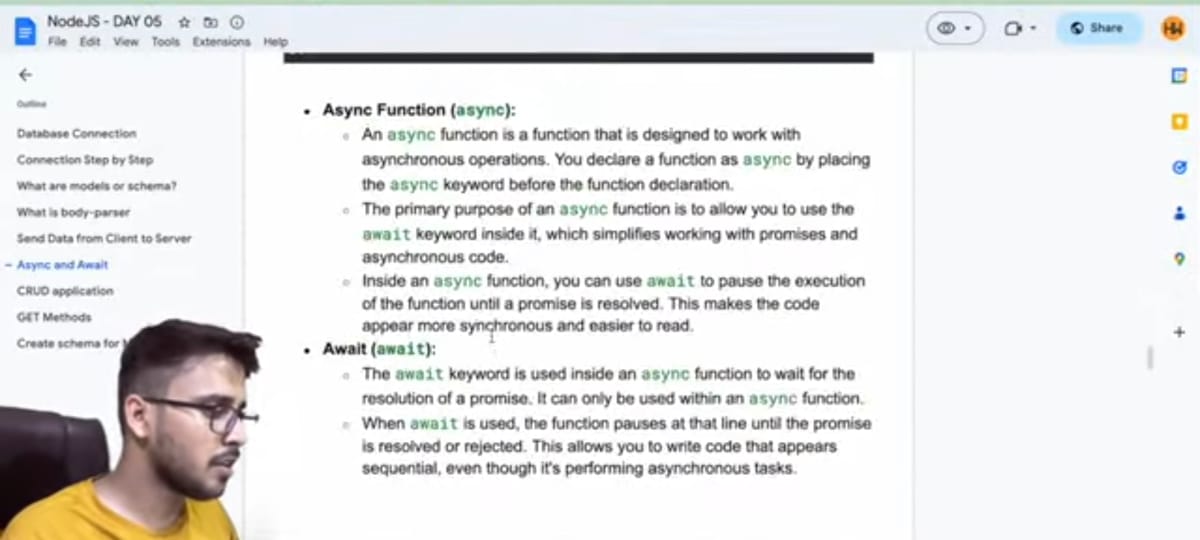 NodeJS - DAY 05
File Edit View Tools Extensions Help
Share
HW
Outline
Database Connection
Connection Step by Step
What are models or schema?
What is body-parser
Send Data from Client to Server
Async and Await
CRUD application
GET Methods
Create schema for
• Async Function (async):
◦ An async function is a function that is designed to work with
asynchronous operations. You declare a function as async by placing
the async keyword before the function declaration.
◦ The primary purpose of an async function is to allow you to use the
await keyword inside it, which simplifies working with promises and
asynchronous code.
◦ Inside an async function, you can use await to pause the execution
of the function until a promise is resolved. This makes the code
appear more synchronous and easier to read.
• Await (await):
◦ The await keyword is used inside an async function to wait for the
resolution of a promise. It can only be used within an async function.
◦ When await is used, the function pauses at that line until the promise
is resolved or rejected. This allows you to write code that appears
sequential, even though it's performing asynchronous tasks.